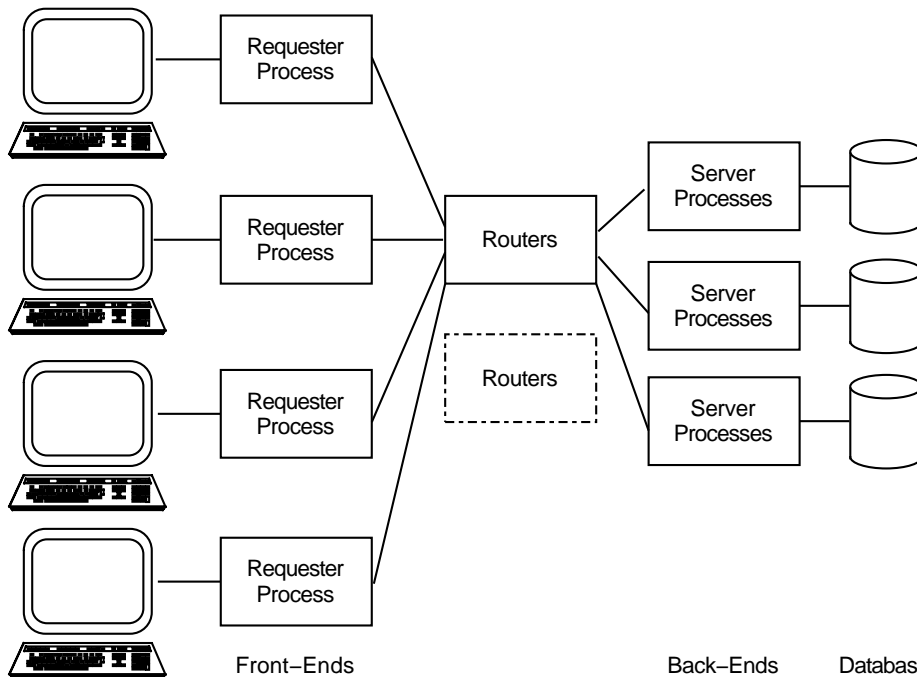 Requester
Process
Requester
Process
Routers
Server
Processes
Server
Processes
Routers
Requester
Process
Server
Processes
Requester
Process
Front–Ends
Back–Ends
Databas